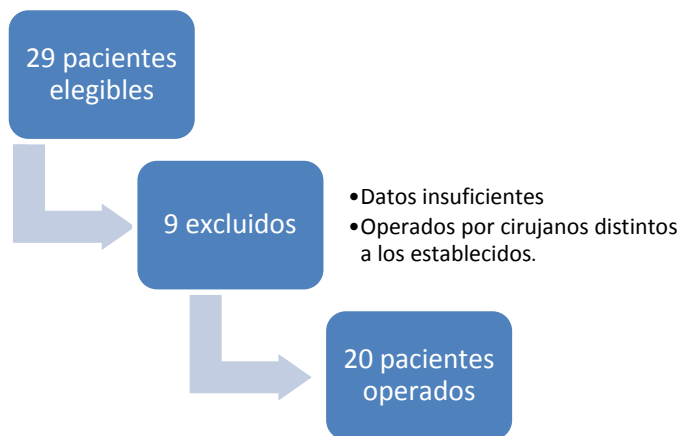 29 pacientes
elegibles
9 excluidos
•Datos insuficientes
•Operados por cirujanos distintos
a los establecidos.
20 pacientes
operados